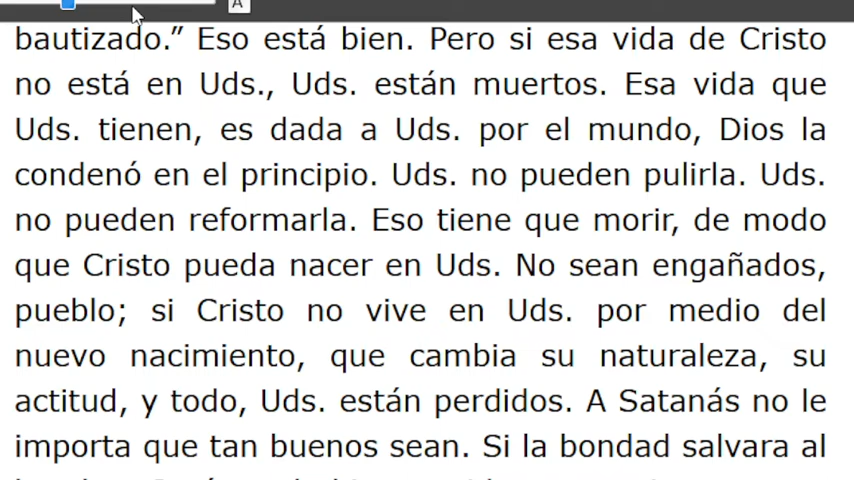 A
bautizado.” Eso está bien. Pero si esa vida de Cristo
no está en Uds., Uds. están muertos. Esa vida que
Uds. tienen, es dada a Uds. por el mundo, Dios la
condenó en el principio. Uds. no pueden pulirla. Uds.
no pueden reformarla. Eso tiene que morir, de modo
que Cristo pueda nacer en Uds. No sean engañados,
pueblo; si Cristo no vive en Uds. por medio del
nuevo nacimiento, que cambia su naturaleza, su
actitud, y todo, Uds. están perdidos. A Satanás no le
importa que tan buenos sean. Si la bondad salvara al